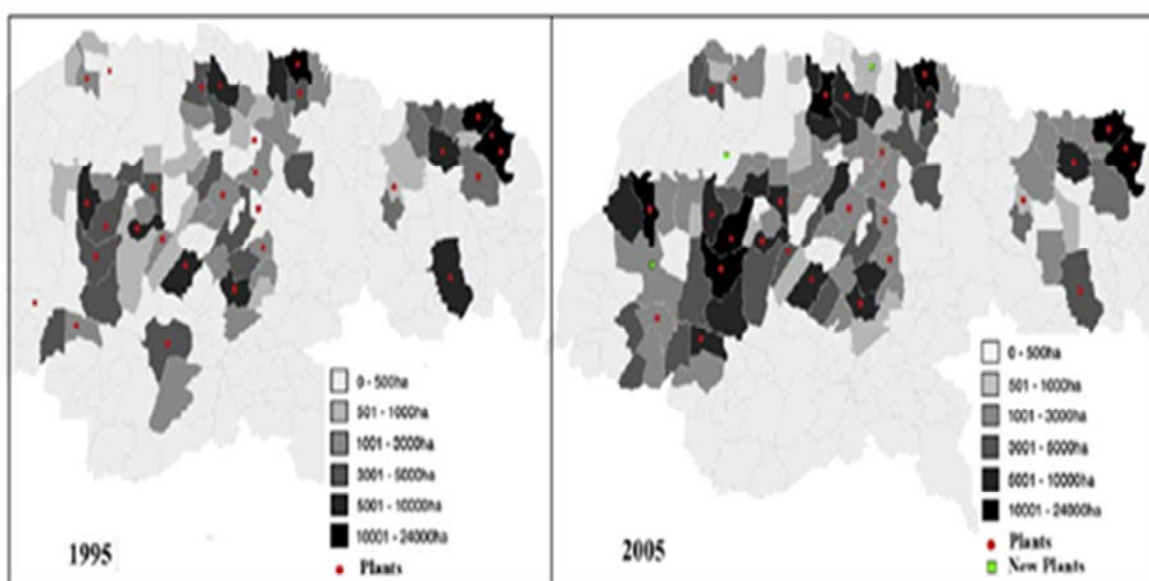 0 - 500ha
501 - 1000ha
1001 - 3000ha
3001 - 5000ha
5001 - 10000ha
10001 - 24000ha
Plants
1995
0 - 500ha
501 - 1000ha
1001 - 3000ha
3001 - 5000ha
5001 - 10000ha
10001 - 24000ha
Plants
New Plants
2005